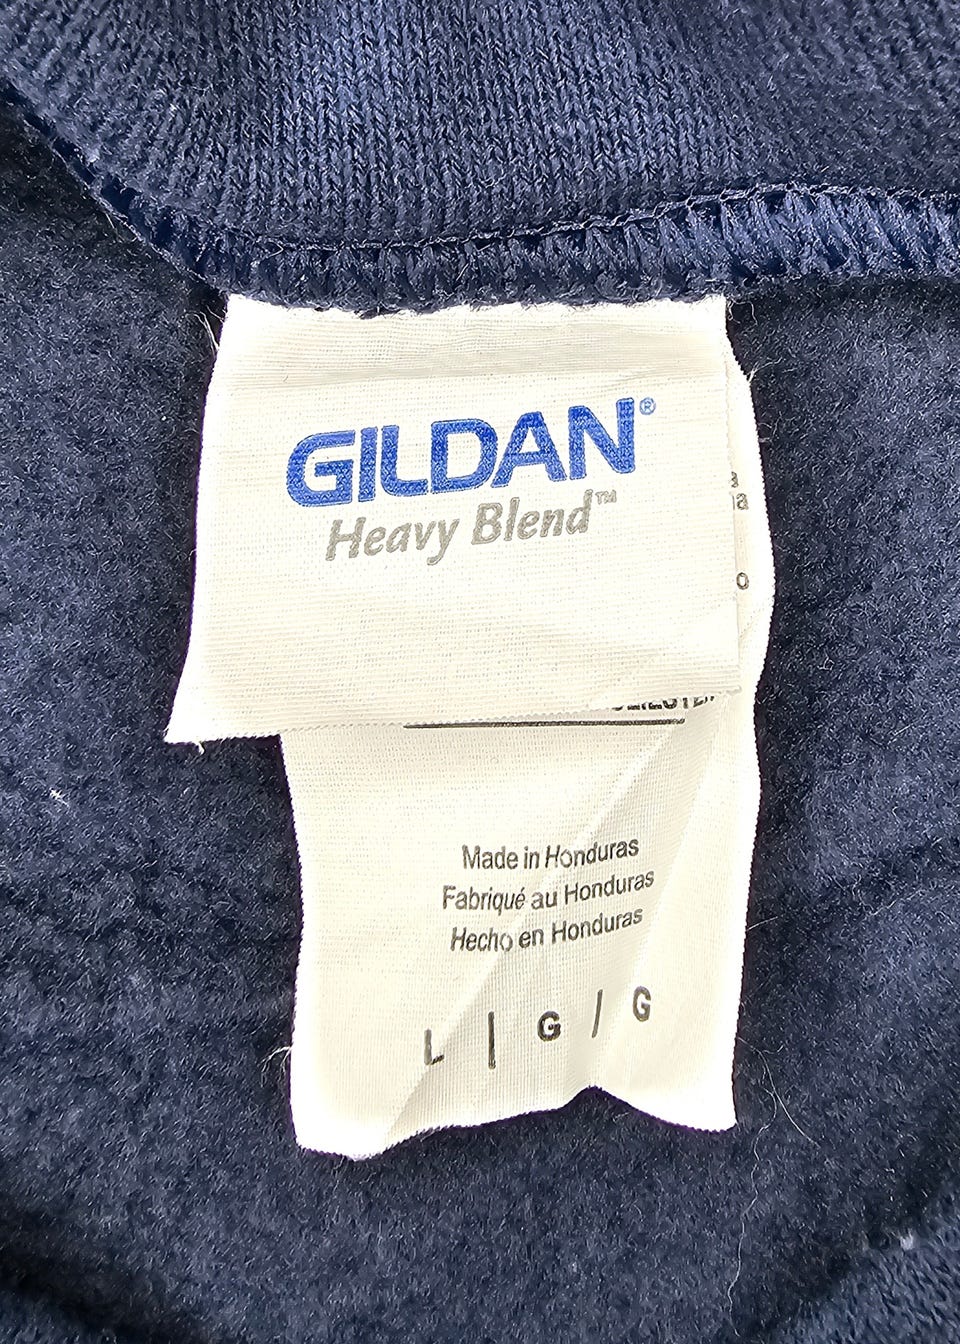 GILDAN®
Heavy Blend™
a
o
Made in Honduras
Fabriqué au Honduras
Hecho en Honduras
L | G / G